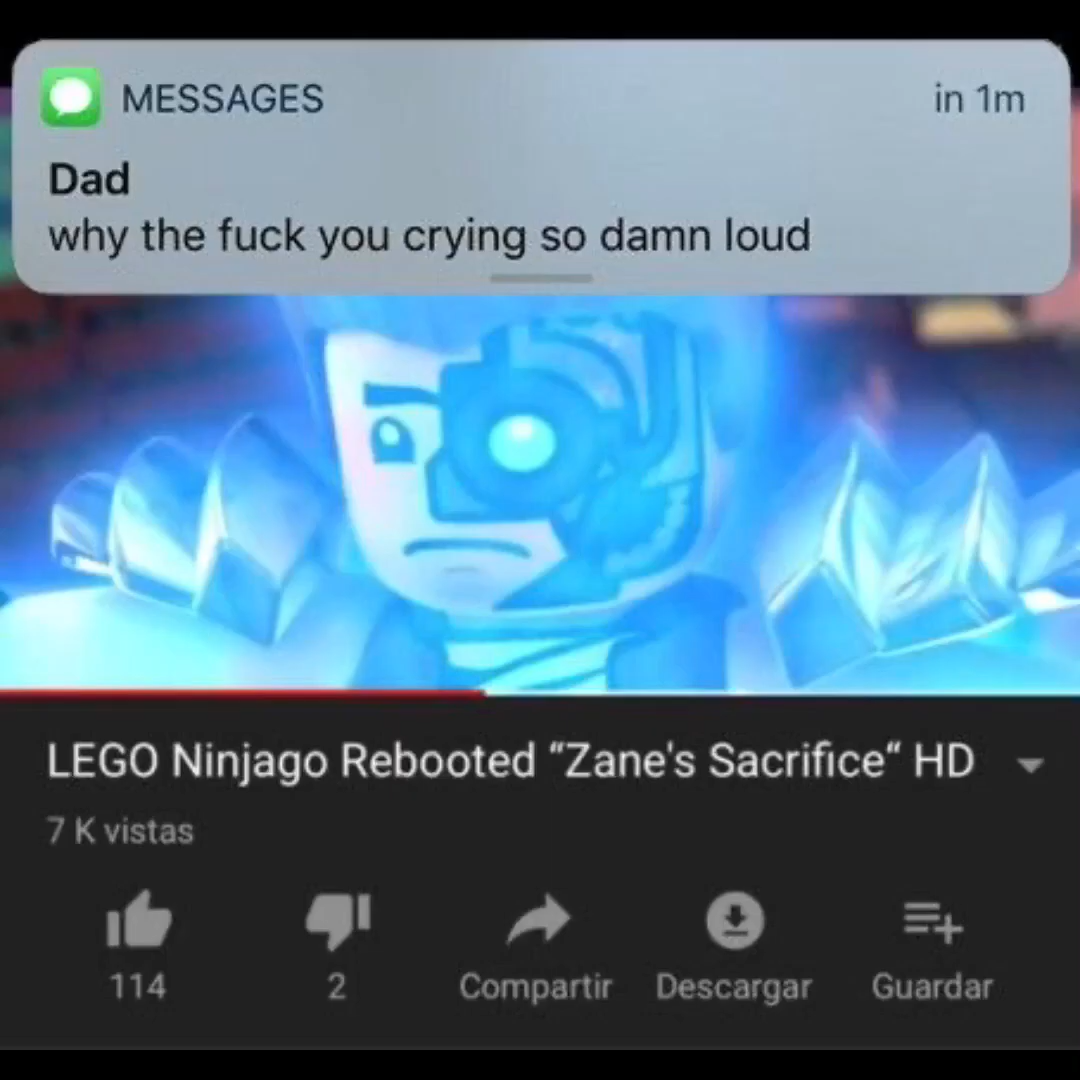 MESSAGES in 1m
Dad
why the fuck you crying so damn loud
LEGO Ninjago Rebooted “Zane's Sacrifice“ HD
7 K vistas
114 2 Compartir Descargar Guardar